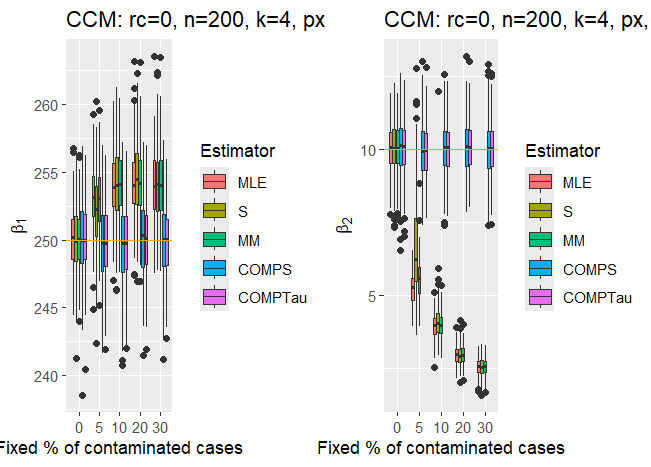 CCM: rc=0, n=200, k=4, px
CCM: rc=0, n=200, k=4, px,
260
255
250
245
240
β1
0 5 10 20 30
Fixed % of contaminated cases
Estimator
MLE
S
MM
COMPS
COMPTau
10
5
β2
0 5 10 20 30
Fixed % of contaminated cases
Estimator
MLE
S
MM
COMPS
COMPTau